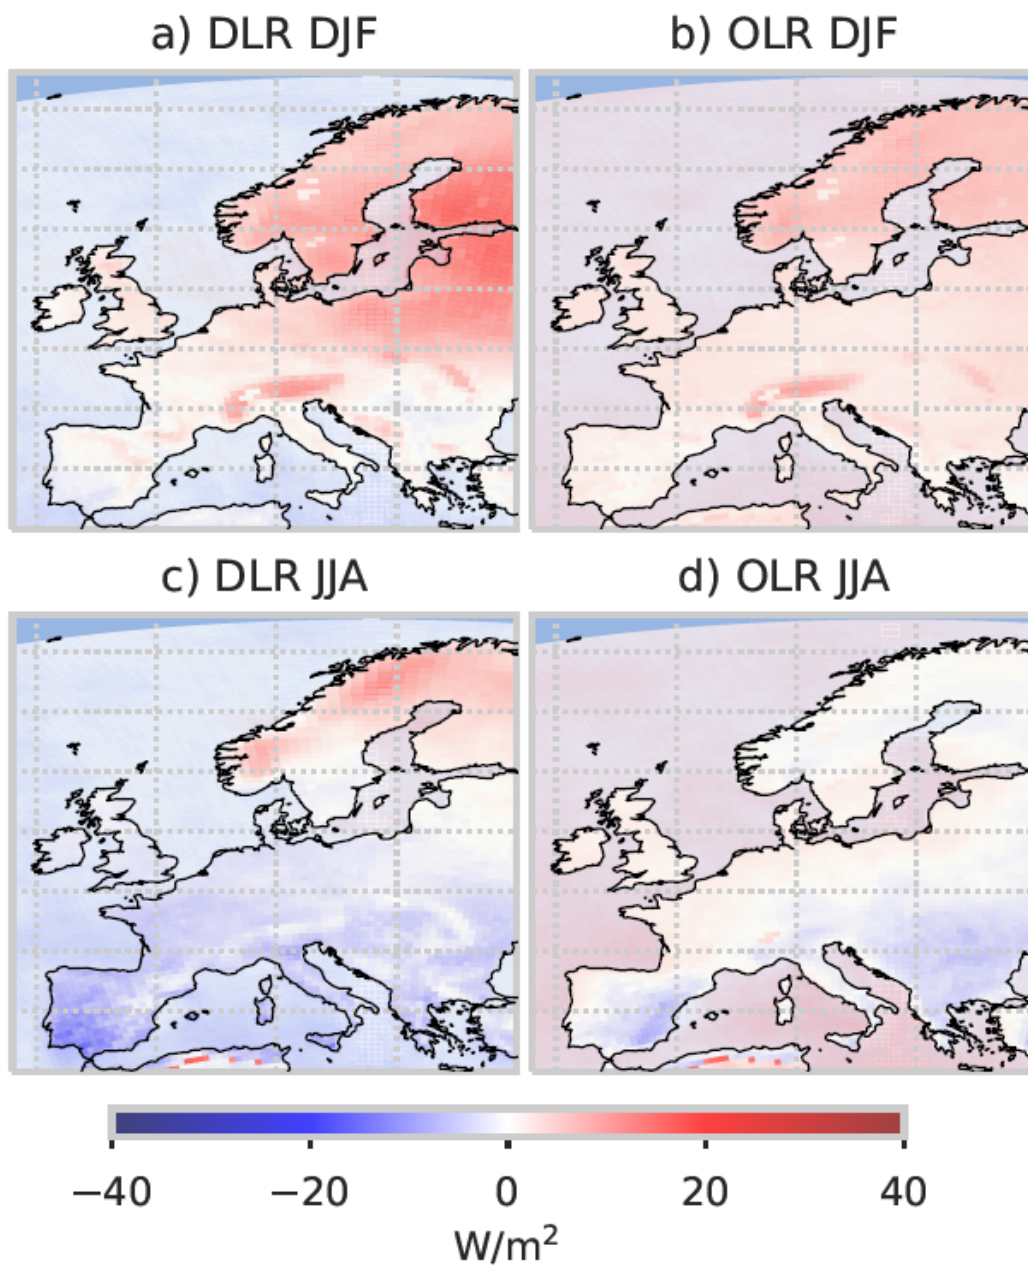 a) DLR DJF
b) OLR DJF
c) DLR JJA
d) OLR JJA
−40 −20 0 20 40
W/m²